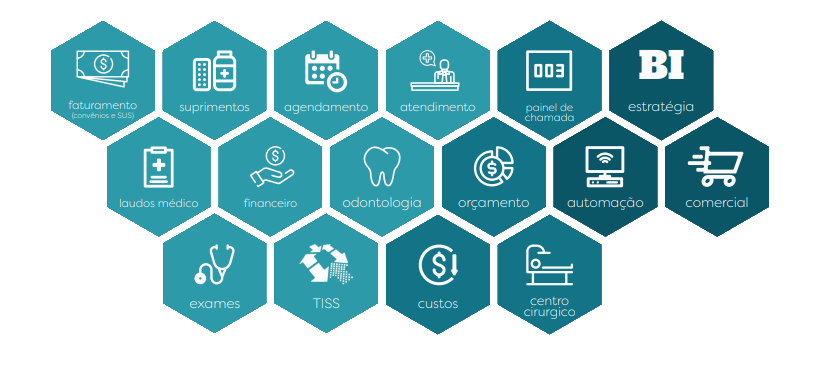 faturamento
(convênios e SUS)
suprimentos
agendamento
atendimento
003
painel de
chamada
BI
estratégia
laudos médico
financeiro
odontologia
orçamento
automação
comercial
exames
TISS
custos
centro
cirurgico